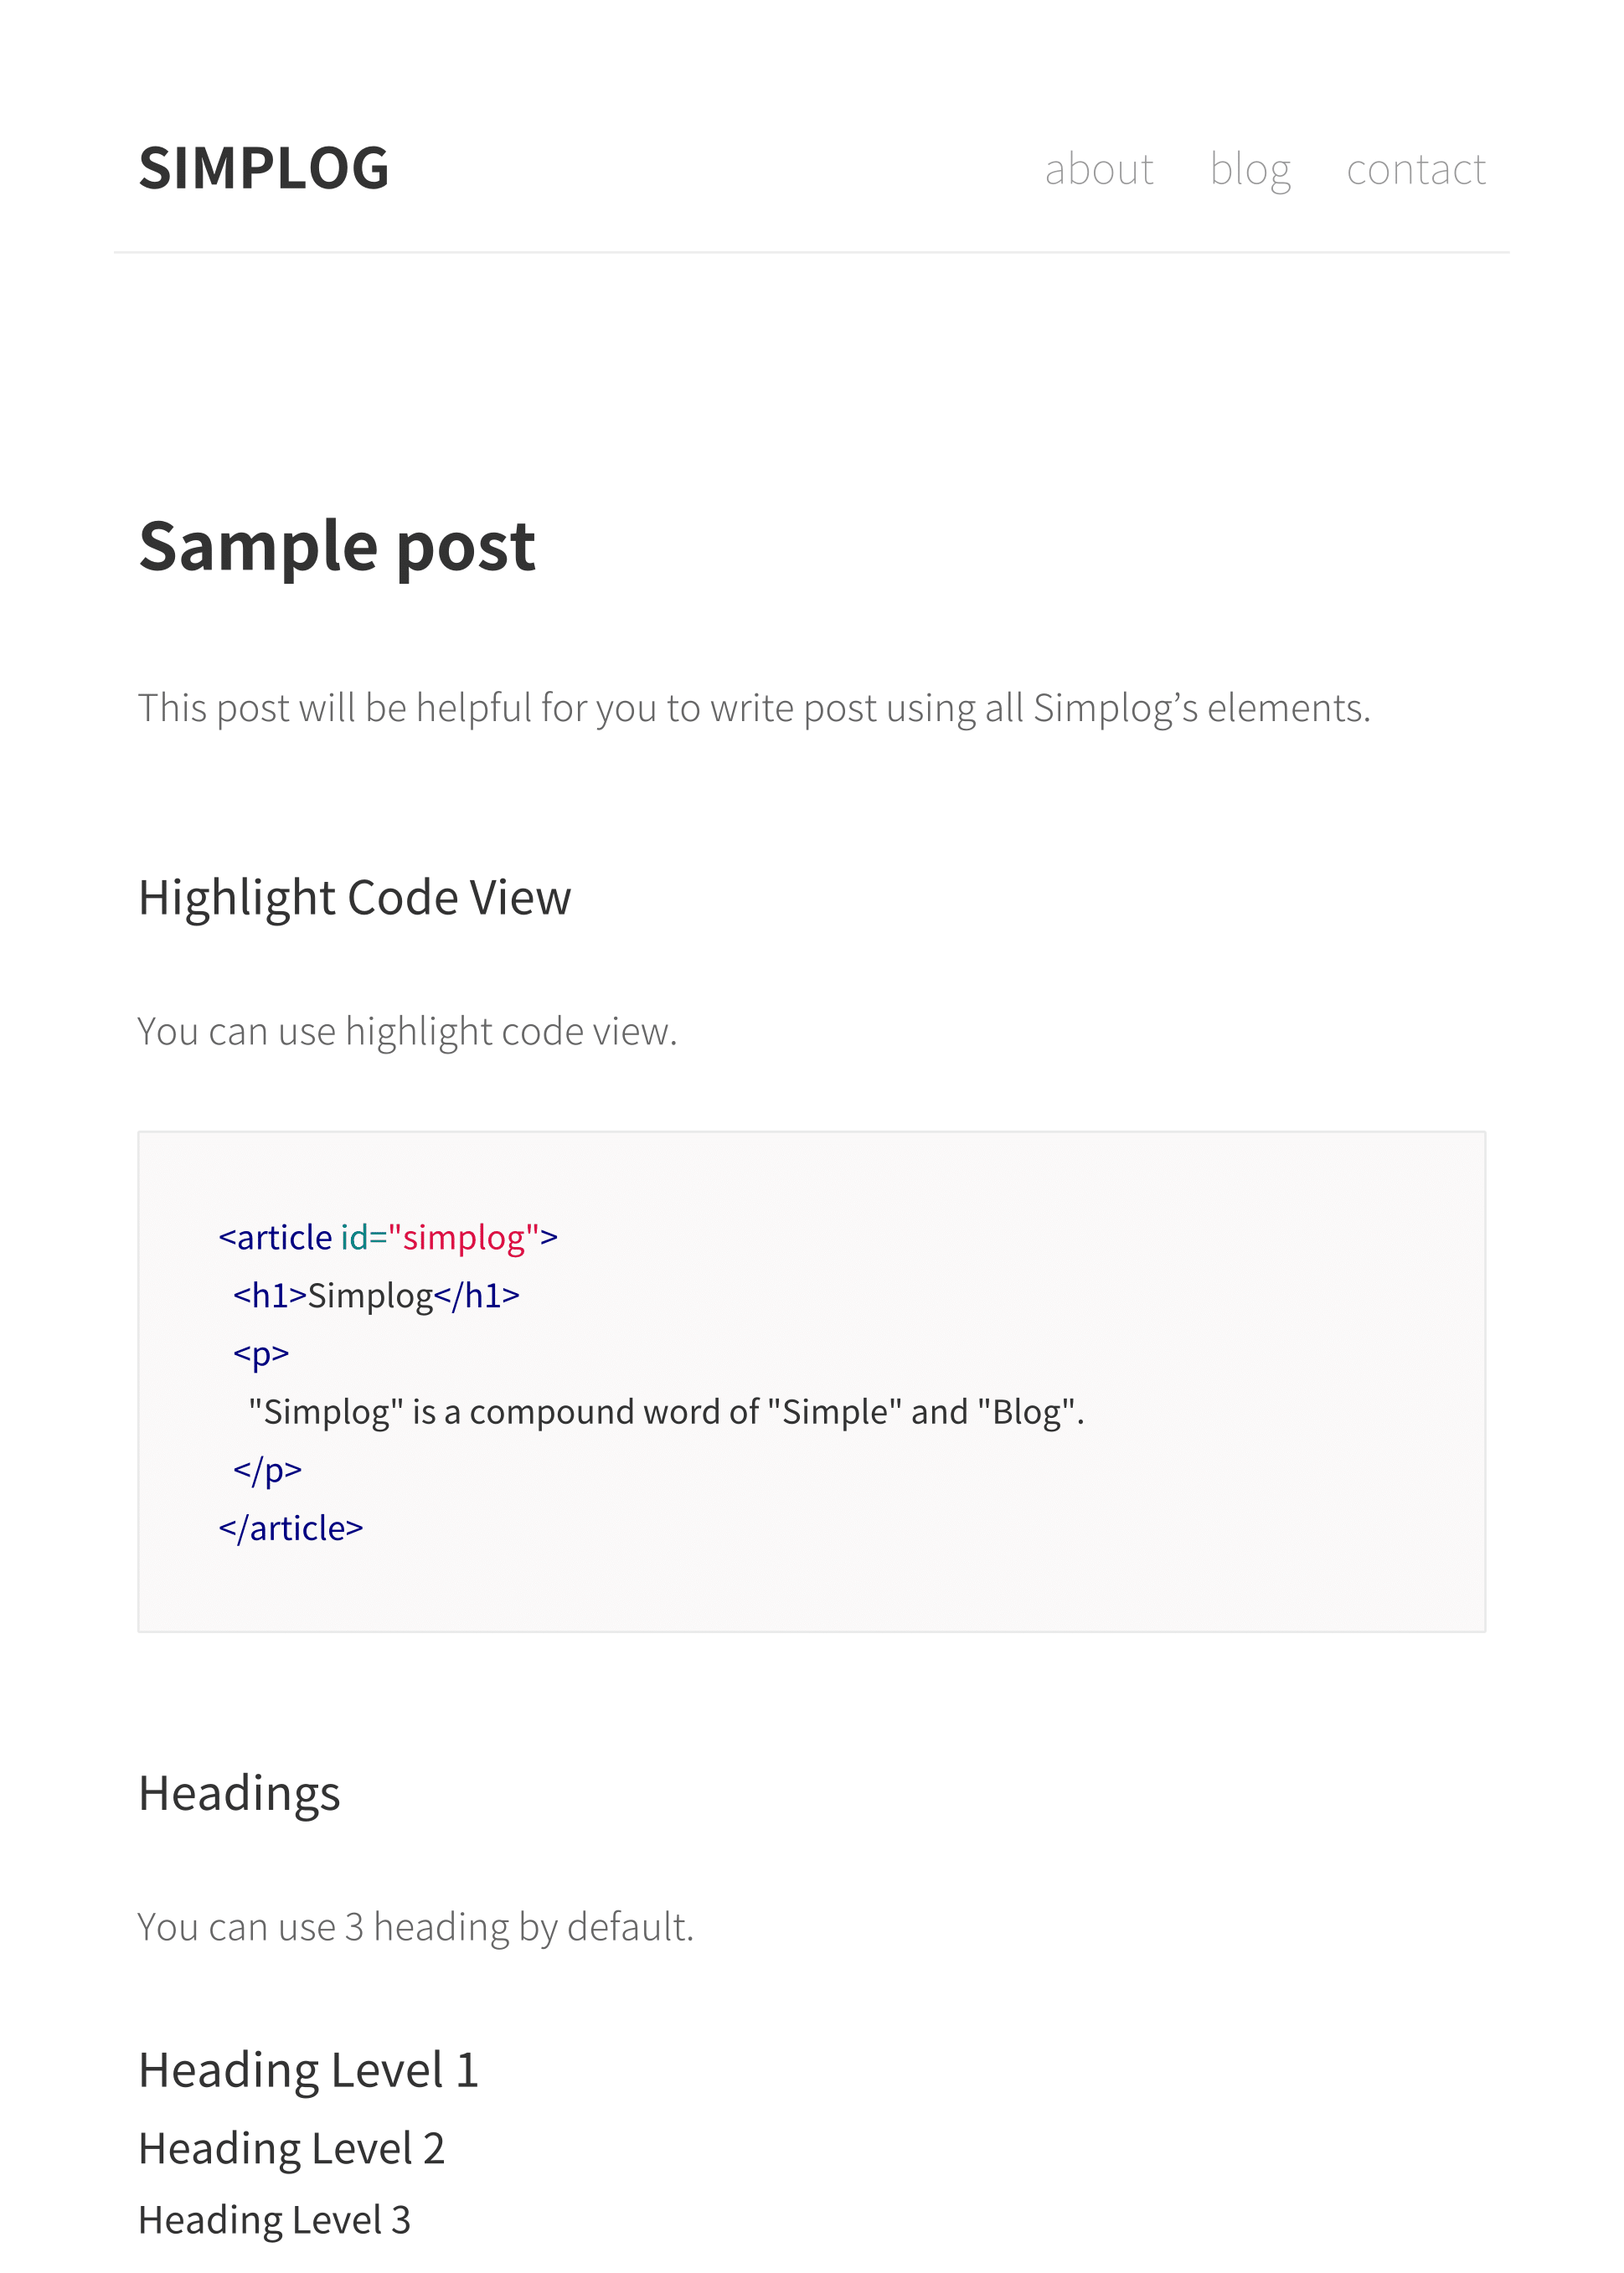 SIMPLOG
about blog contact
Sample post
This post will be helpful for you to write post using all Simplog’s elements.
Highlight Code View
You can use highlight code view.
<article id="simplog">
<h1>Simplog</h1>
<p>
"Simplog" is a compound word of "Simple" and "Blog".
</p>
</article>
Headings
You can use 3 heading by default.
Heading Level 1
Heading Level 2
Heading Level 3